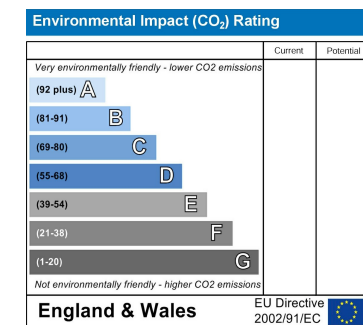 Environmental Impact (CO₂) Rating
Current Potential
Very environmentally friendly - lower CO2 emissions
(92 plus) A
(81-91) B
(69-80) C
(55-68) D
(39-54) E
(21-38) F
(1-20) G
Not environmentally friendly - higher CO2 emissions
England & Wales
EU Directive
2002/91/EC